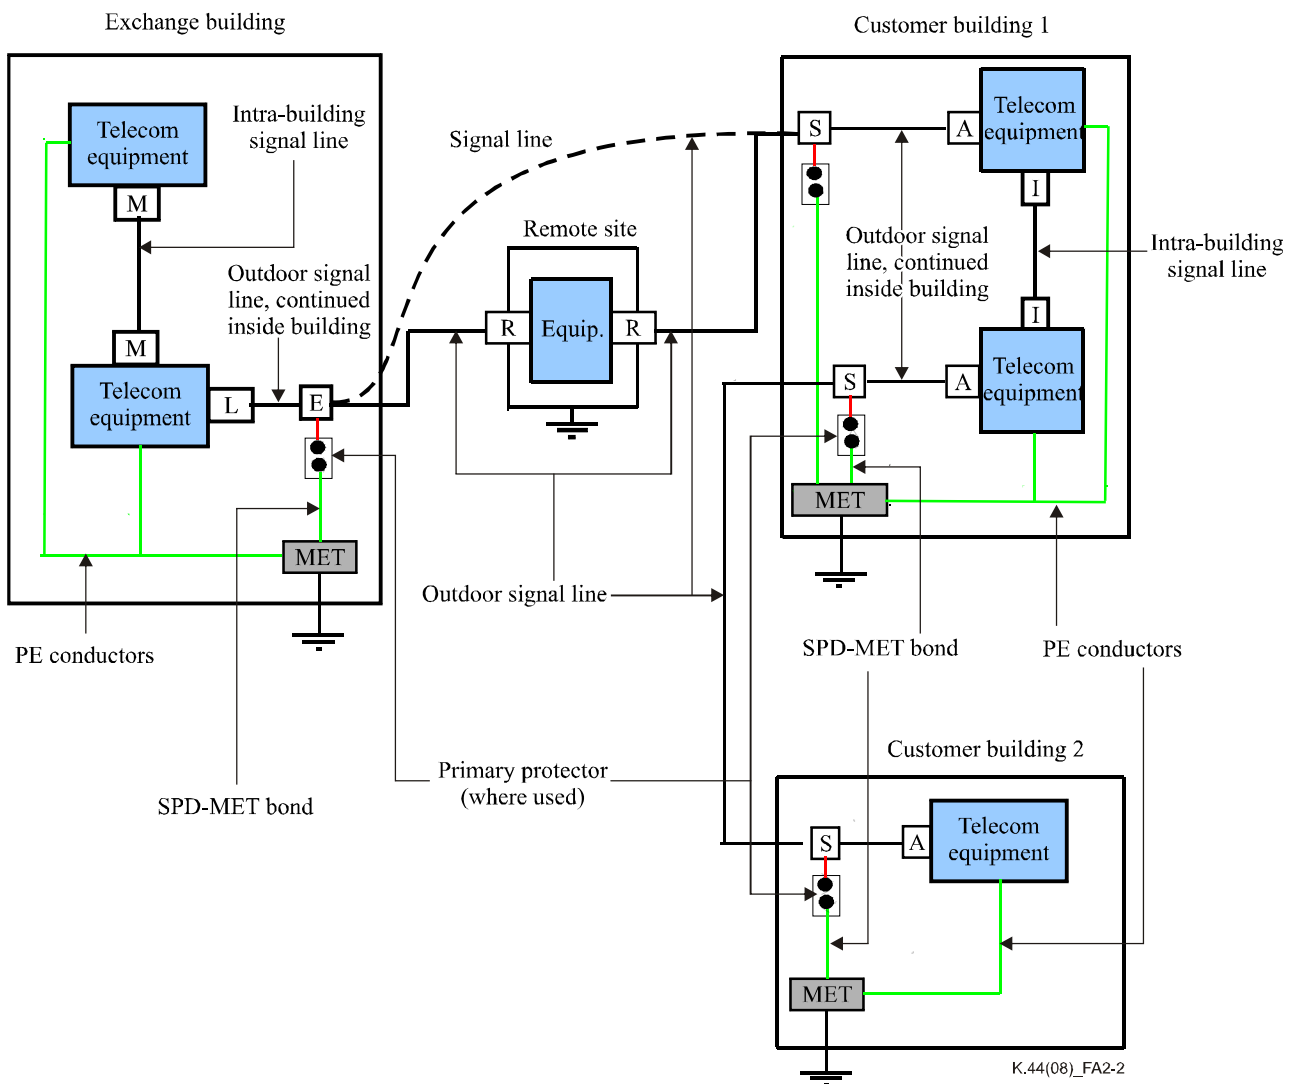 Exchange building
Customer building 1
Telecom
equipment
Intra-building
signal line
Signal line
S
A
Telecom
equipment
M
I
Remote site
Outdoor signal
line, continued
inside building
Outdoor signal
line, continued
inside building
Intra-building
signal line
R
Equip.
R
I
M
Telecom
equipment
L
E
S
A
Telecom
equipment
MET
MET
Outdoor signal line
PE conductors
SPD-MET bond
PE conductors
Customer building 2
Primary protector
(where used)
SPD-MET bond
S
A
Telecom
equipment
MET
K.44(08)_FA2-2